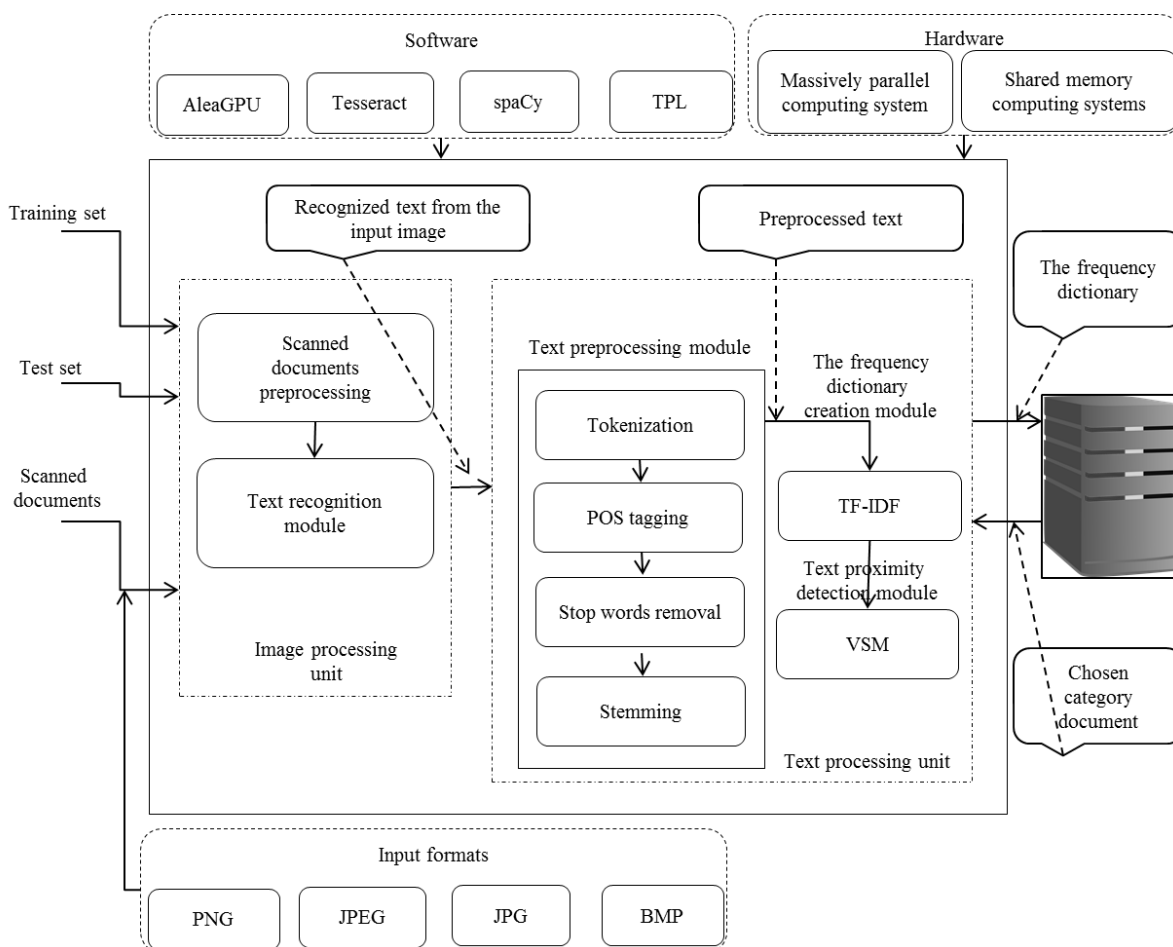 Software
AleaGPU
Tesseract
spaCy
TPL
Hardware
Massively parallel
computing system
Shared memory
computing systems
Training set
Test set
Scanned
documents
Recognized text from the
input image
Preprocessed text
The frequency
dictionary
Scanned
documents
preprocessing
Text recognition
module
Image processing
unit
Text preprocessing module
Tokenization
POS tagging
Stop words removal
Stemming
The frequency
dictionary
creation module
TF-IDF
Text proximity
detection module
VSM
Text processing unit
Chosen
category
document
Input formats
PNG
JPEG
JPG
BMP